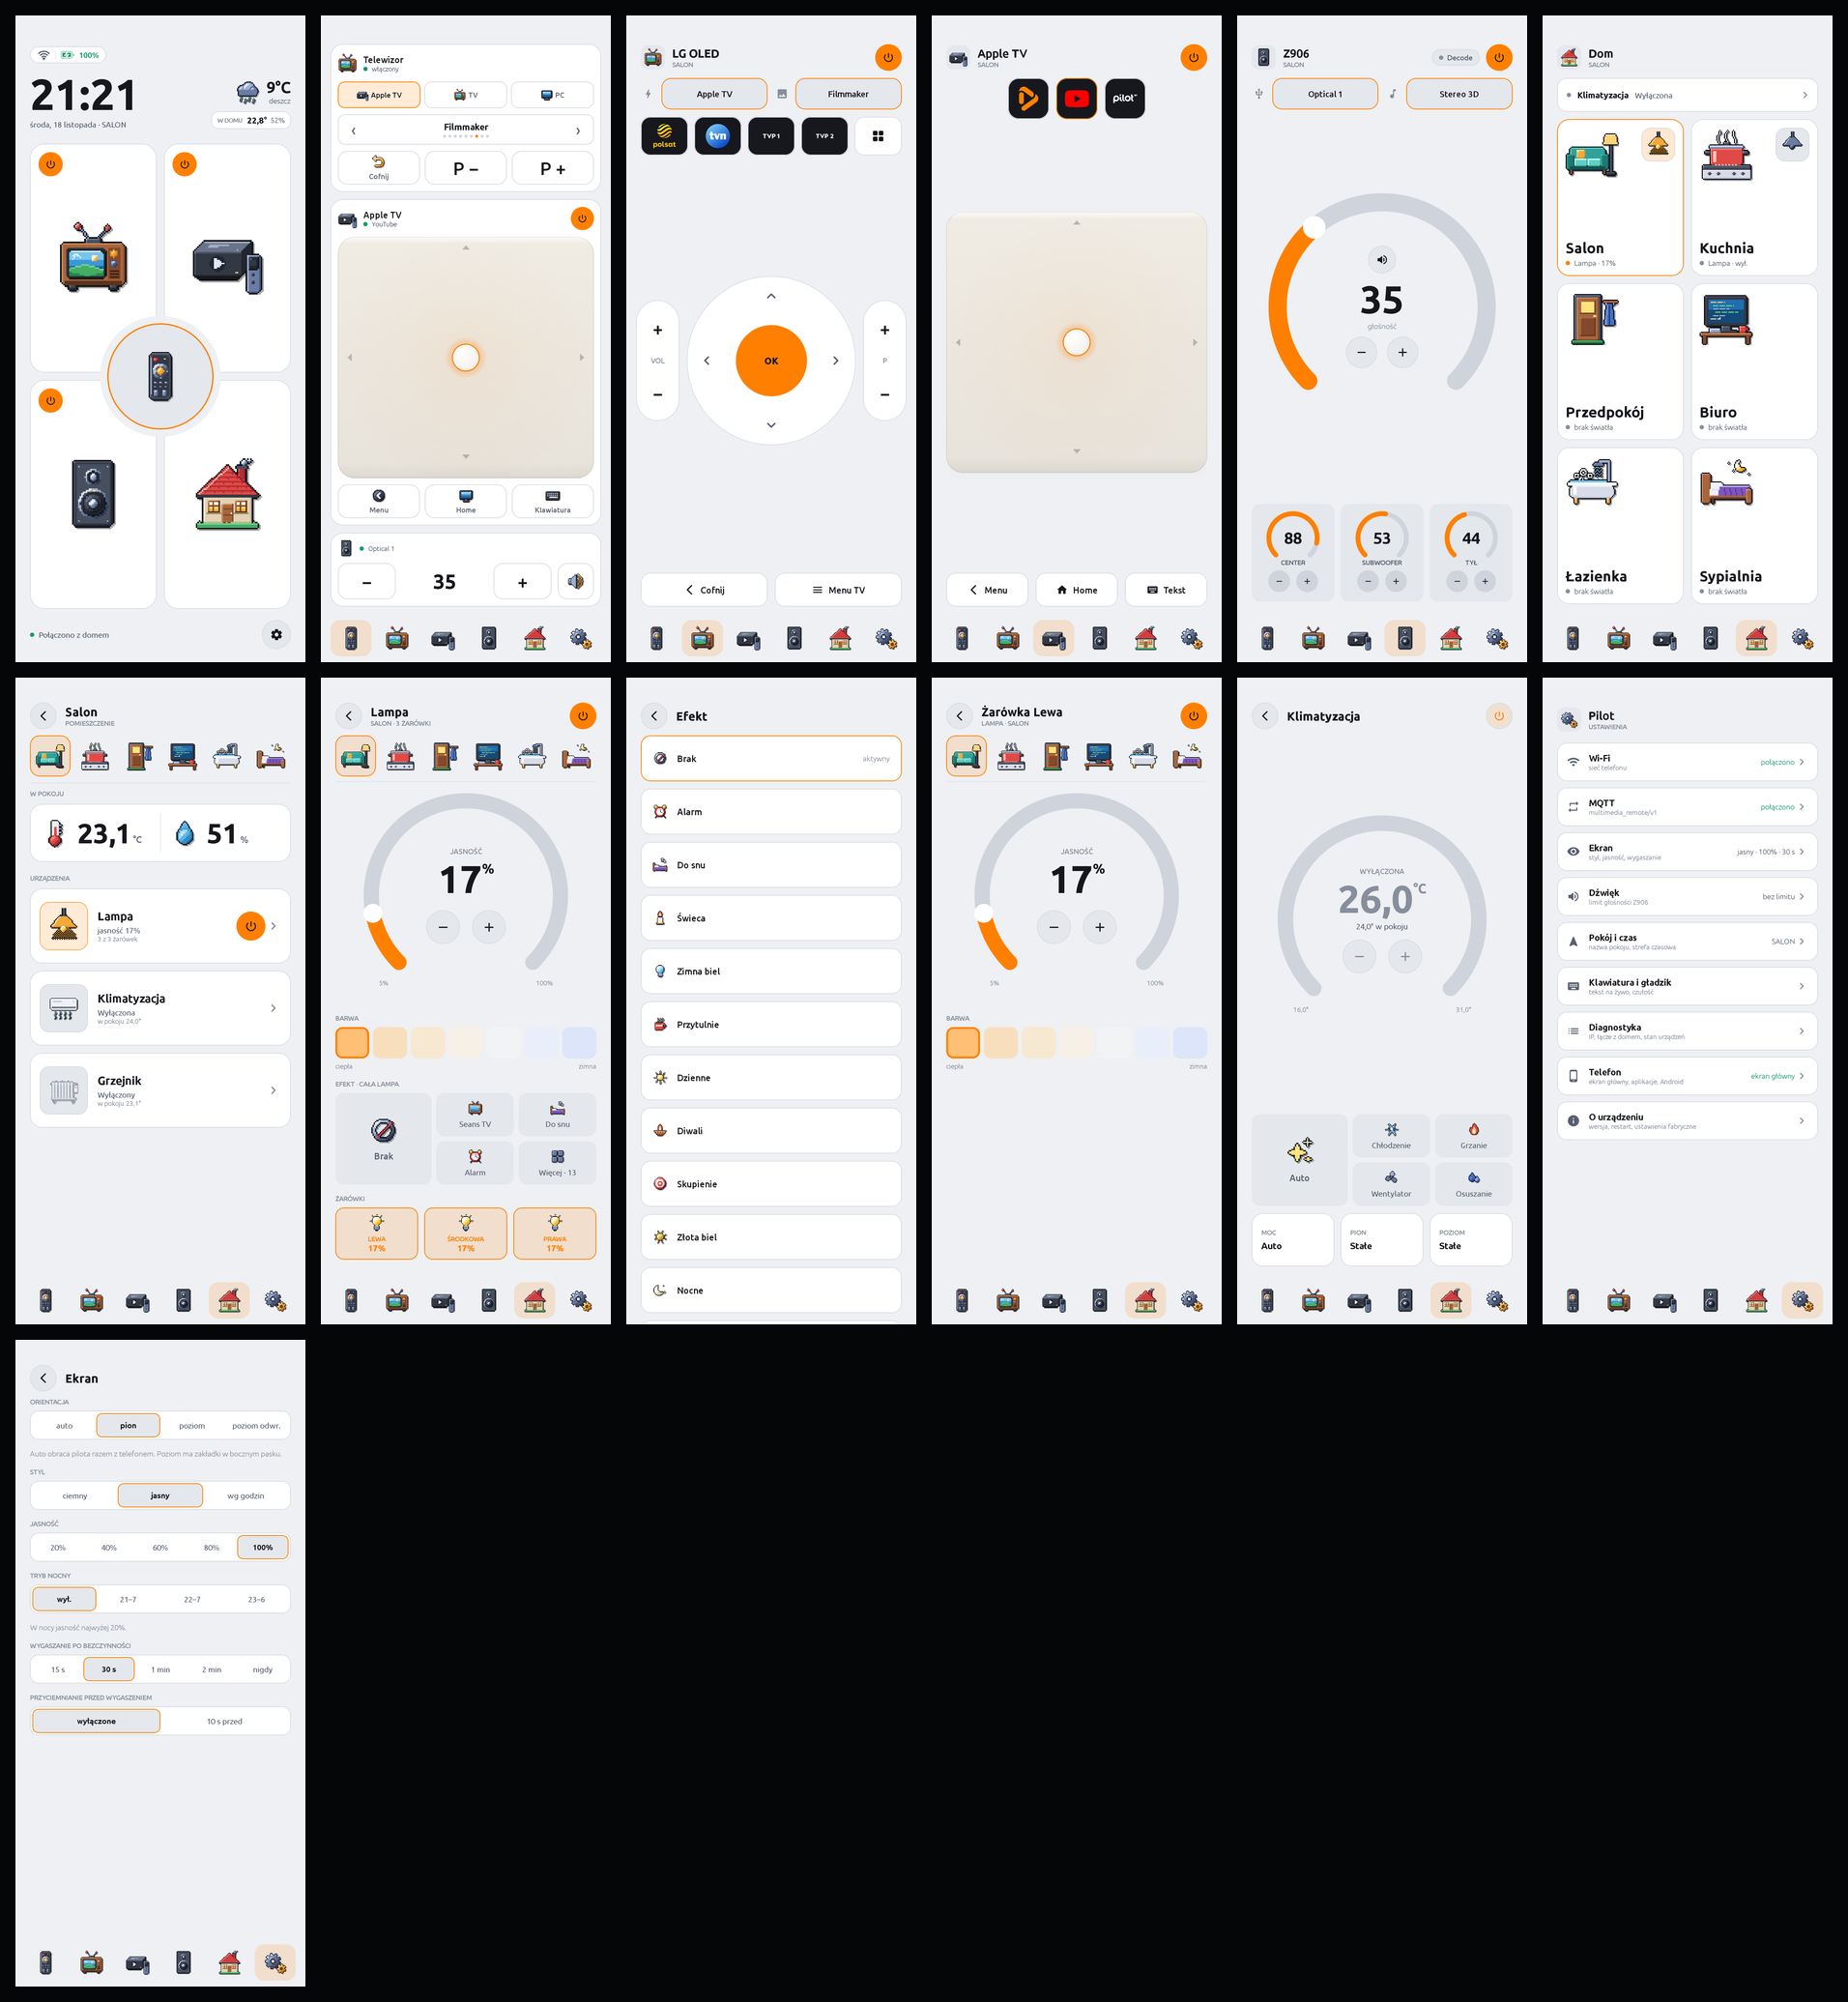 100%
21:21
9°C
deszcz
środa, 18 listopada · SALON
W DOMU 22,8° 52%
Połączono z domem
Telewizor
włączony
Apple TV
TV
PC
Filmmaker
Cofnij
P −
P +
Apple TV
YouTube
Menu
Home
Klawiatura
Optical 1
−
35
+
LG OLED
SALON
Apple TV
Filmmaker
polsat
tvn
TVP 1
TVP 2
+
VOL
−
OK
+
P
−
Cofnij
Menu TV
Apple TV
SALON
pilot
Menu
Home
Tekst
Z906
SALON
Decode
Optical 1
Stereo 3D
35
głośność
− +
88
CENTER
− +
53
SUBWOOFER
− +
44
TYŁ
− +
Dom
SALON
Klimatyzacja Wyłączona
Salon
Lampa · 17%
Kuchnia
Lampa · wył.
Przedpokój
brak światła
Biuro
brak światła
Łazienka
brak światła
Sypialnia
brak światła
Salon
POMIESZCZENIE
W POKOJU
23,1 °C
51 %
URZĄDZENIA
Lampa
jasność 17%
3 z 3 żarówek
Klimatyzacja
Wyłączona
w pokoju 24,0°
Grzejnik
Wyłączony
w pokoju 23,1°
Lampa
SALON · 3 ŻARÓWKI
JASNOŚĆ
17%
− +
5% 100%
BARWA
ciepła zimna
EFEKT · CAŁA LAMPA
Brak
Seans TV
Do snu
Alarm
Więcej · 13
ŻARÓWKI
LEWA
17%
ŚRODKOWA
17%
PRAWA
17%
Efekt
Brak aktywny
Alarm
Do snu
Świeca
Zimna biel
Przytulnie
Dzienne
Diwali
Skupienie
Złota biel
Nocne
Żarówka Lewa
LAMPA · SALON
JASNOŚĆ
17%
− +
5% 100%
BARWA
ciepła zimna
Klimatyzacja
WYŁĄCZONA
26,0°C
24,0° w pokoju
− +
16,0° 31,0°
Auto
Chłodzenie
Grzanie
Wentylator
Osuszanie
MOC
Auto
PION
Stałe
POZIOM
Stałe
Pilot
USTAWIENIA
Wi-Fi
sieć telefonu
połączono
MQTT
multimedia_remote/v1
połączono
Ekran
styl, jasność, wygaszanie
jasny · 100% · 30 s
Dźwięk
limit głośności Z906
bez limitu
Pokój i czas
nazwa pokoju, strefa czasowa
SALON
Klawiatura i gładzik
tekst na żywo, czułość
Diagnostyka
IP, łącze z domem, stan urządzeń
Telefon
ekran główny, aplikacje, Android
ekran główny
O urządzeniu
wersja, restart, ustawienia fabryczne
Ekran
ORIENTACJA
auto pion poziom poziom odwr.
Auto obraca pilota razem z telefonem. Poziom ma zakładki w bocznym pasku.
STYL
ciemny jasny wg godzin
JASNOŚĆ
20% 40% 60% 80% 100%
TRYB NOCNY
wył. 21–7 22–7 23–6
W nocy jasność najwyżej 20%.
WYGASZANIE PO BEZCZYNNOŚCI
15 s 30 s 1 min 2 min nigdy
PRZYCIEMNIANIE PRZED WYGASZENIEM
wyłączone 10 s przed